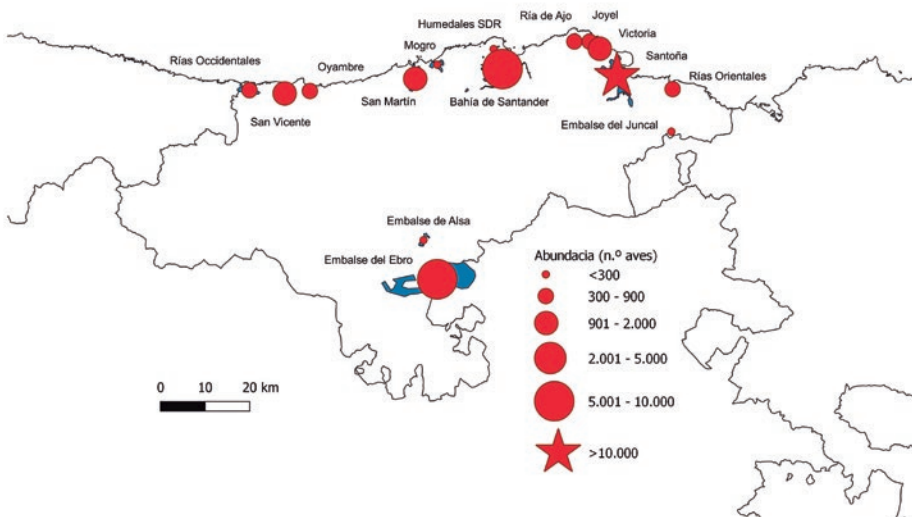 Humedales SDR
Ría de Ajo
Joyel
Victoria
Mogro
Santoña
Rías Occidentales
Oyambre
Rías Orientales
San Martín
Bahía de Santander
San Vicente
Embalse del Juncal
Embalse de Alsa
Embalse del Ebro
Abundacia (n.º aves)
<300
300 - 900
901 - 2.000
2.001 - 5.000
5.001 - 10.000
>10.000
0 10 20 km